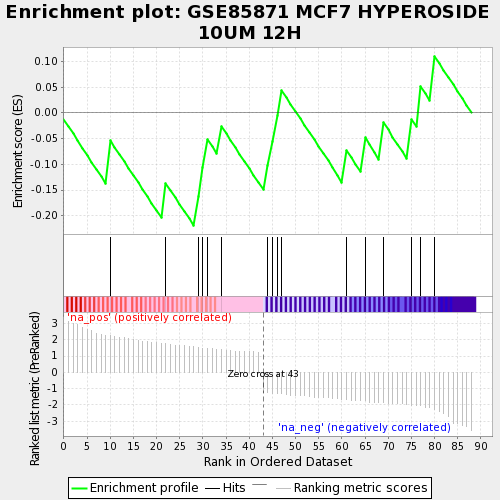 Enrichment plot: GSE85871 MCF7 HYPEROSIDE
10UM 12H
Enrichment score (ES)
0.10
0.05
0.00
-0.05
-0.10
-0.15
-0.20
'na_pos' (positively correlated)
Ranked list metric (PreRanked)
3
2
1
0
-1
-2
-3
Zero cross at 43
'na_neg' (negatively correlated)
0 5 10 15 20 25 30 35 40 45 50 55 60 65 70 75 80 85 90
Rank in Ordered Dataset
Enrichment profile Hits Ranking metric scores